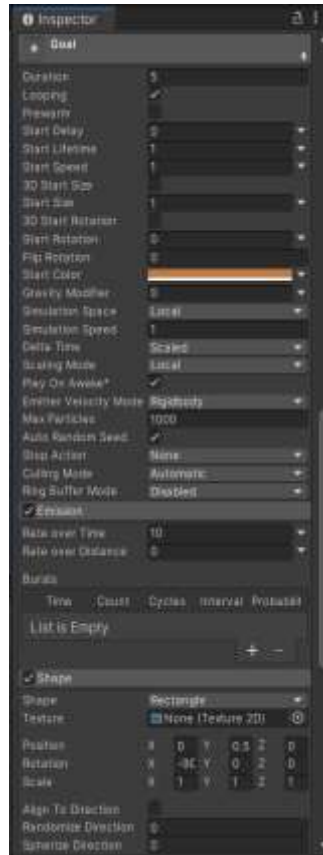 Inspector
Goal
Duration 5
Looping
Prewarm
Start Delay 0
Start Lifetime 1
Start Speed 1
3D Start Size
Start Size 1
3D Start Rotation
Start Rotation 0
Flip Rotation 0
Start Color
Gravity Modifier 0
Simulation Space Local
Simulation Speed 1
Delta Time Scaled
Scaling Mode Local
Play On Awake*
Emitter Velocity Mode Rigidbody
Max Particles 1000
Auto Random Seed
Stop Action None
Culling Mode Automatic
Ring Buffer Mode Disabled
Emission
Rate over Time 10
Rate over Distance 0
Bursts
Time Count Cycles Interval Probabilit
List is Empty
+ -
Shape
Shape Rectangle
Texture None (Texture 2D)
Position X 0 Y 0.5 Z 0
Rotation X Y 0 Z 0
Scale X 1 Y 1 Z 1
Align To Direction
Randomize Direction 0
Spherize Direction 0